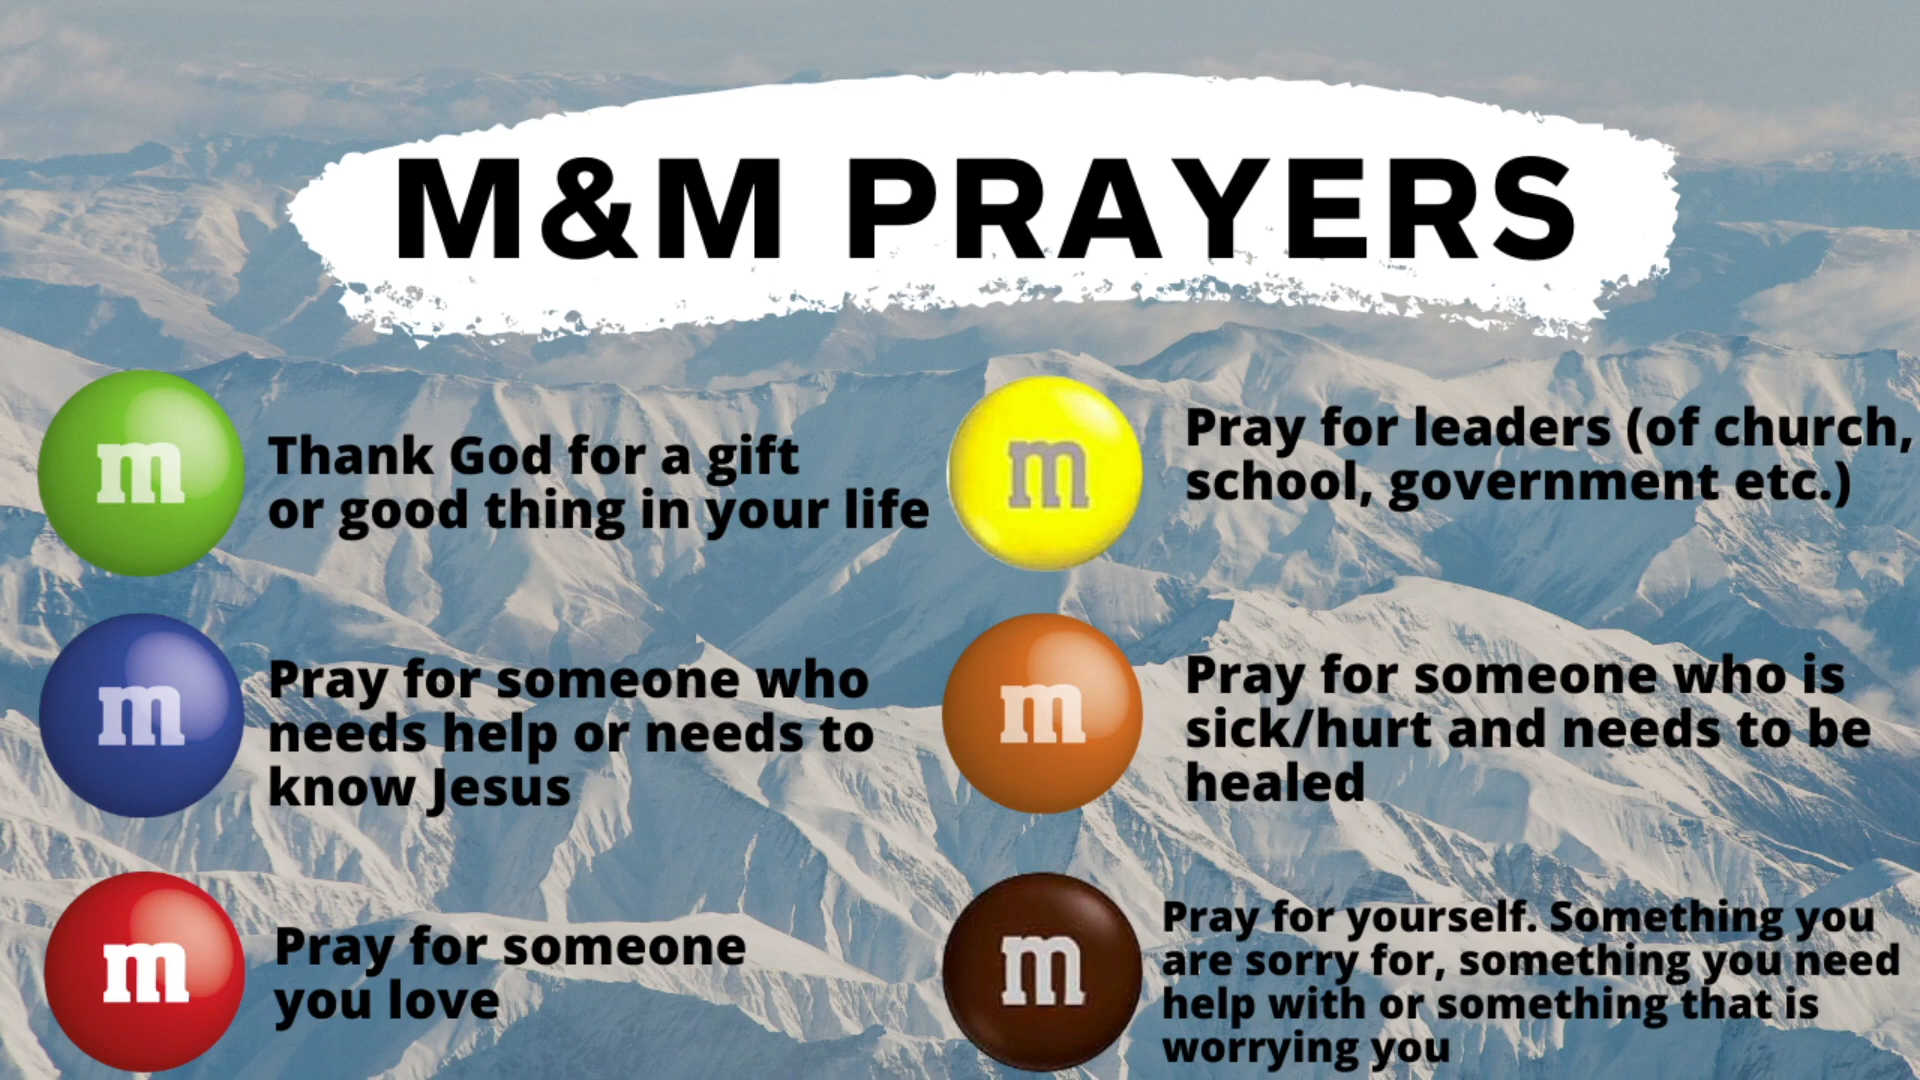 M&M PRAYERS
m
Thank God for a gift
or good thing in your life
m
Pray for leaders (of church,
school, government etc.)
m
Pray for someone who
needs help or needs to
know Jesus
m
Pray for someone who is
sick/hurt and needs to be
healed
m
Pray for someone
you love
m
Pray for yourself. Something you
are sorry for, something you need
help with or something that is
worrying you